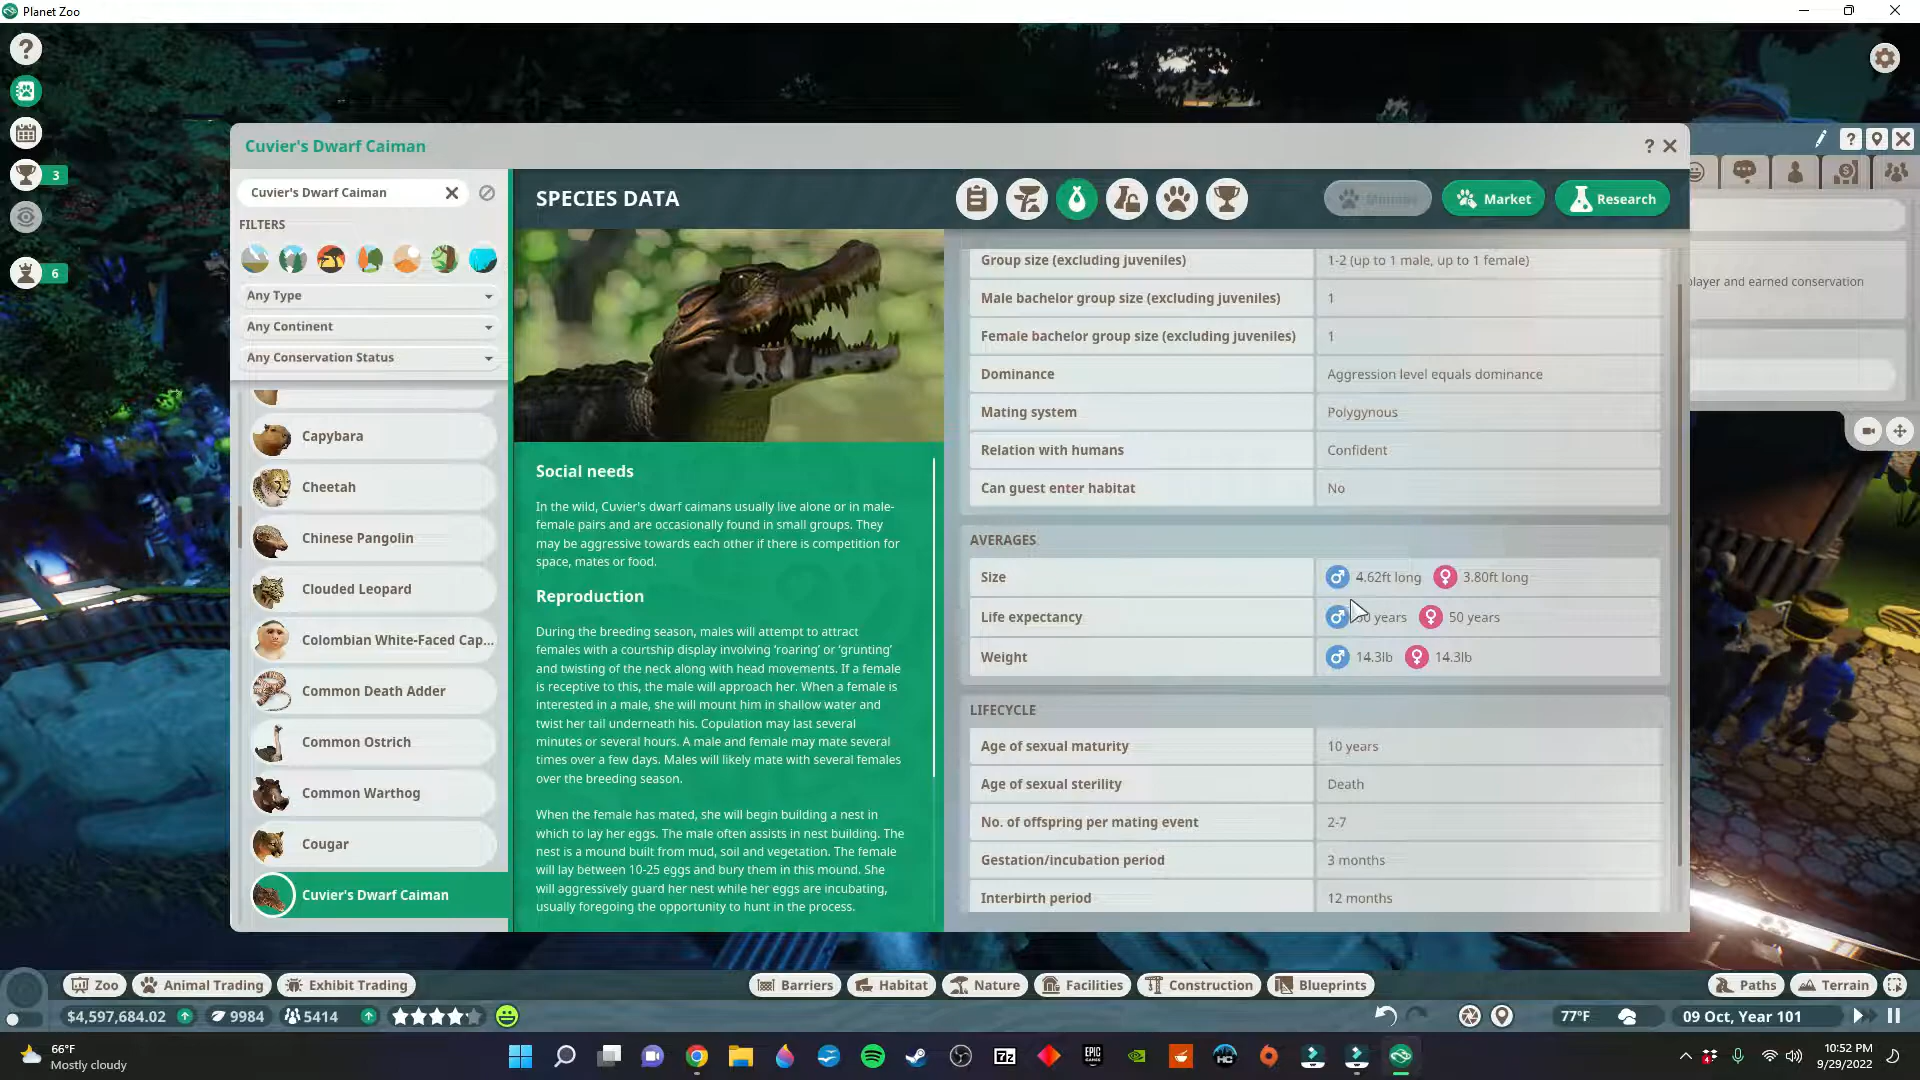 Planet Zoo
?
3
6
Cuvier's Dwarf Caiman
?
Cuvier's Dwarf Caiman
FILTERS
Any Type
Any Continent
Any Conservation Status
Capybara
Cheetah
Chinese Pangolin
Clouded Leopard
Colombian White-Faced Cap...
Common Death Adder
Common Ostrich
Common Warthog
Cougar
Cuvier's Dwarf Caiman
SPECIES DATA
Market
Research
Social needs
In the wild, Cuvier's dwarf caimans usually live alone or in male-
female pairs and are occasionally found in small groups. They
may be aggressive towards each other if there is competition for
space, mates or food.
Reproduction
During the breeding season, males will attempt to attract
females with a courtship display involving 'roaring' or 'grunting'
and twisting of the neck along with head movements. If a female
is receptive to this, the male will approach her. When a female is
interested in a male, she will mount him in shallow water and
twist her tail underneath his. Copulation may last several
minutes or several hours. A male and female may mate several
times over a few days. Males will likely mate with several females
over the breeding season.
When the female has mated, she will begin building a nest in
which to lay her eggs. The male often assists in nest building. The
nest is a mound built from mud, soil and vegetation. The female
will lay between 10-25 eggs and bury them in this mound. She
will aggressively guard her nest while her eggs are incubating,
usually foregoing the opportunity to hunt in the process.
Group size (excluding juveniles) 1-2 (up to 1 male, up to 1 female)
Male bachelor group size (excluding juveniles) 1
Female bachelor group size (excluding juveniles) 1
Dominance Aggression level equals dominance
Mating system Polygynous
Relation with humans Confident
Can guest enter habitat No
AVERAGES
Size ♂ 4.62ft long ♀ 3.80ft long
Life expectancy ♂ years ♀ 50 years
Weight ♂ 14.3lb ♀ 14.3lb
LIFECYCLE
Age of sexual maturity 10 years
Age of sexual sterility Death
No. of offspring per mating event 2-7
Gestation/incubation period 3 months
Interbirth period 12 months
?
player and earned conservation
Zoo Animal Trading Exhibit Trading Barriers Habitat Nature Facilities Construction Blueprints Paths Terrain
$4,597,684.02 9984 5414 77°F 09 Oct, Year 101
66°F
Mostly cloudy
7z
EPIC GAMES
HC
10:52 PM
9/29/2022